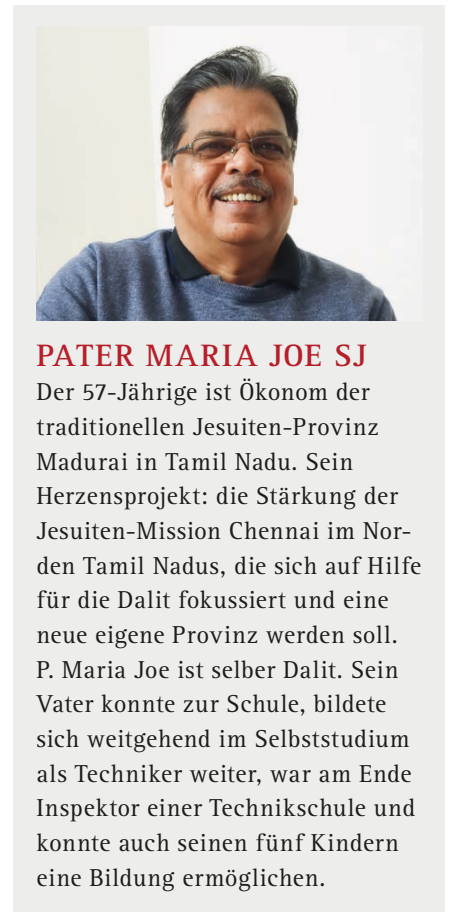 PATER MARIA JOE SJ
Der 57-Jährige ist Ökonom der
traditionellen Jesuiten-Provinz
Madurai in Tamil Nadu. Sein
Herzensprojekt: die Stärkung der
Jesuiten-Mission Chennai im Nor-
den Tamil Nadus, die sich auf Hilfe
für die Dalit fokussiert und eine
neue eigene Provinz werden soll.
P. Maria Joe ist selber Dalit. Sein
Vater konnte zur Schule, bildete
sich weitgehend im Selbststudium
als Techniker weiter, war am Ende
Inspektor einer Technikschule und
konnte auch seinen fünf Kindern
eine Bildung ermöglichen.